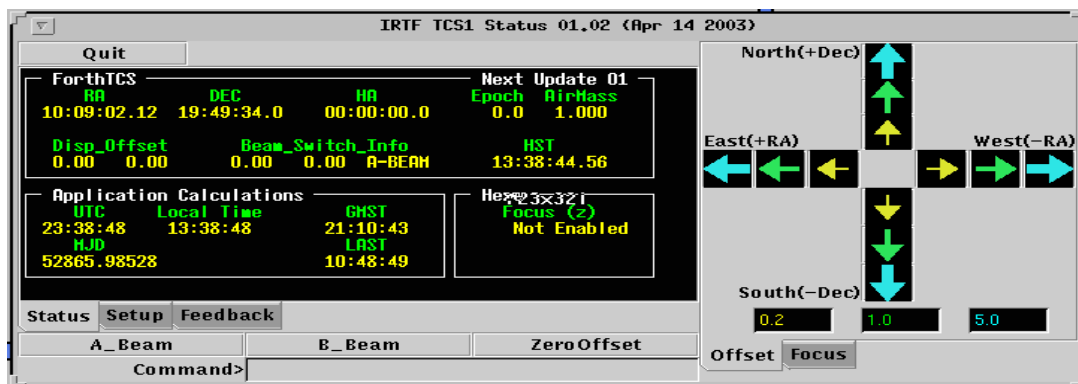 IRTF TCS1 Status 01.02 (Apr 14 2003)
Quit
ForthTCS Next Update 01
RA DEC HA Epoch AirMass
10:09:02.12 19:49:34.0 00:00:00.0 0.0 1.000
Disp_Offset Beam_Switch_Info HST
0.00 0.00 0.00 0.00 A-BEAM 13:38:44.56
Application Calculations
UTC Local Time GMST
23:38:48 13:38:48 21:10:43
MJD LAST
52865.98528 10:48:49
Focus (z)
Not Enabled
Status Setup Feedback
A_Beam B_Beam ZeroOffset
Command>
North(+Dec)
East(+RA) West(-RA)
South(-Dec)
0.2 1.0 5.0
Offset Focus